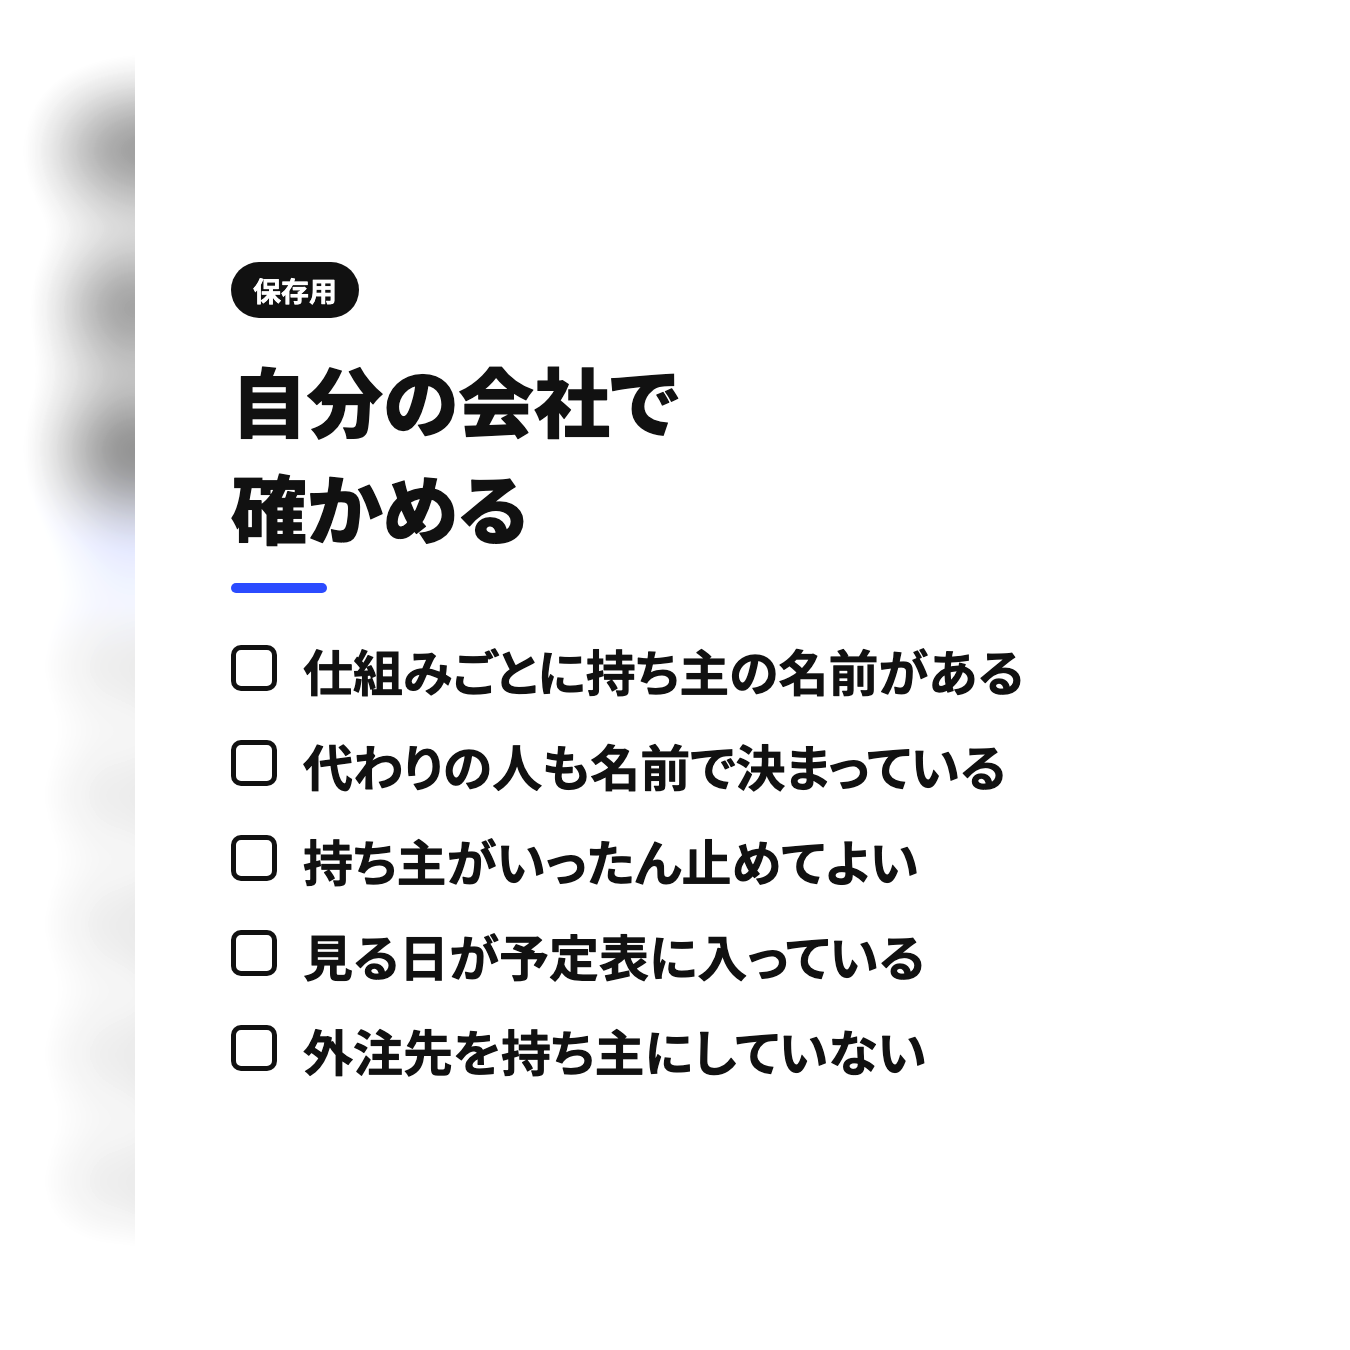 保存用
自分の会社で
確かめる
仕組みごとに持ち主の名前がある
代わりの人も名前で決まっている
持ち主がいったん止めてよい
見る日が予定表に入っている
外注先を持ち主にしていない